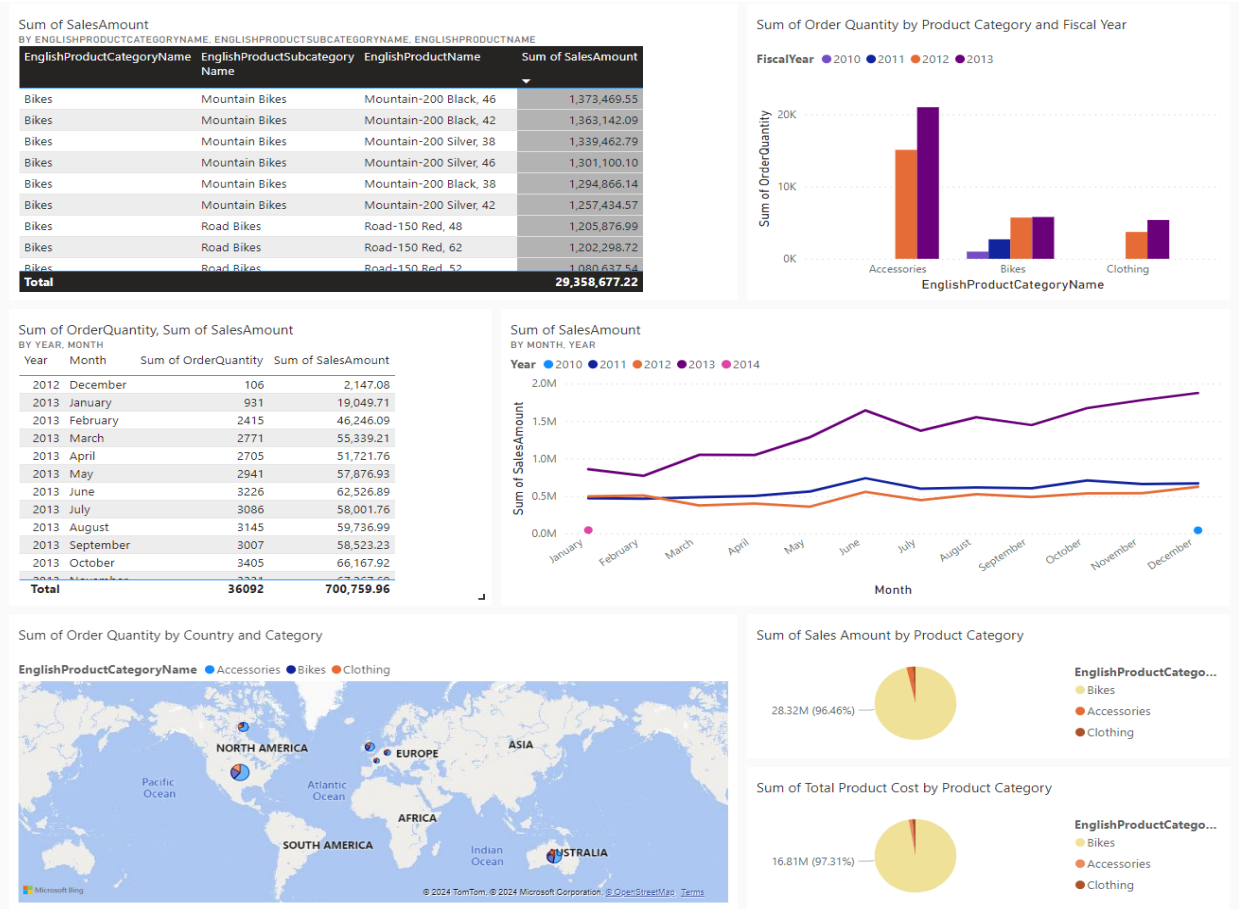 Sum of SalesAmount
BY ENGLISHPRODUCTCATEGORYNAME, ENGLISHPRODUCTSUBCATEGORYNAME, ENGLISHPRODUCTNAME
EnglishProductCategoryName EnglishProductSubcategory EnglishProductName Sum of SalesAmount
Name
Bikes Mountain Bikes Mountain-200 Black, 46 1,373,469.55
Bikes Mountain Bikes Mountain-200 Black, 42 1,363,142.09
Bikes Mountain Bikes Mountain-200 Silver, 38 1,339,462.79
Bikes Mountain Bikes Mountain-200 Silver, 46 1,301,100.10
Bikes Mountain Bikes Mountain-200 Black, 38 1,294,866.14
Bikes Mountain Bikes Mountain-200 Silver, 42 1,257,434.57
Bikes Road Bikes Road-150 Red, 48 1,205,876.99
Bikes Road Bikes Road-150 Red, 62 1,202,298.72
Bikes Road Bikes Road-150 Red, 52 1,080,637.54
Total 29,358,677.22
Sum of Order Quantity by Product Category and Fiscal Year
FiscalYear 2010 2011 2012 2013
Sum of OrderQuantity
20K
10K
0K
Accessories Bikes Clothing
EnglishProductCategoryName
Sum of OrderQuantity, Sum of SalesAmount
BY YEAR, MONTH
Year Month Sum of OrderQuantity Sum of SalesAmount
2012 December 106 2,147.08
2013 January 931 19,049.71
2013 February 2415 46,246.09
2013 March 2771 55,339.21
2013 April 2705 51,721.76
2013 May 2941 57,876.93
2013 June 3226 62,526.89
2013 July 3086 58,001.76
2013 August 3145 59,736.99
2013 September 3007 58,523.23
2013 October 3405 66,167.92
2013 November
Total 36092 700,759.96
Sum of SalesAmount
BY MONTH, YEAR
Year 2010 2011 2012 2013 2014
Sum of SalesAmount
2.0M
1.5M
1.0M
0.5M
0.0M
January February March April May June July August September October November December
Month
Sum of Order Quantity by Country and Category
EnglishProductCategoryName Accessories Bikes Clothing
NORTH AMERICA
EUROPE
ASIA
Pacific
Ocean
Atlantic
Ocean
AFRICA
SOUTH AMERICA
Indian
Ocean
AUSTRALIA
Microsoft Bing
© 2024 TomTom, © 2024 Microsoft Corporation, © OpenStreetMap Terms
Sum of Sales Amount by Product Category
28.32M (96.46%)
EnglishProductCatego...
Bikes
Accessories
Clothing
Sum of Total Product Cost by Product Category
16.81M (97.31%)
EnglishProductCatego...
Bikes
Accessories
Clothing